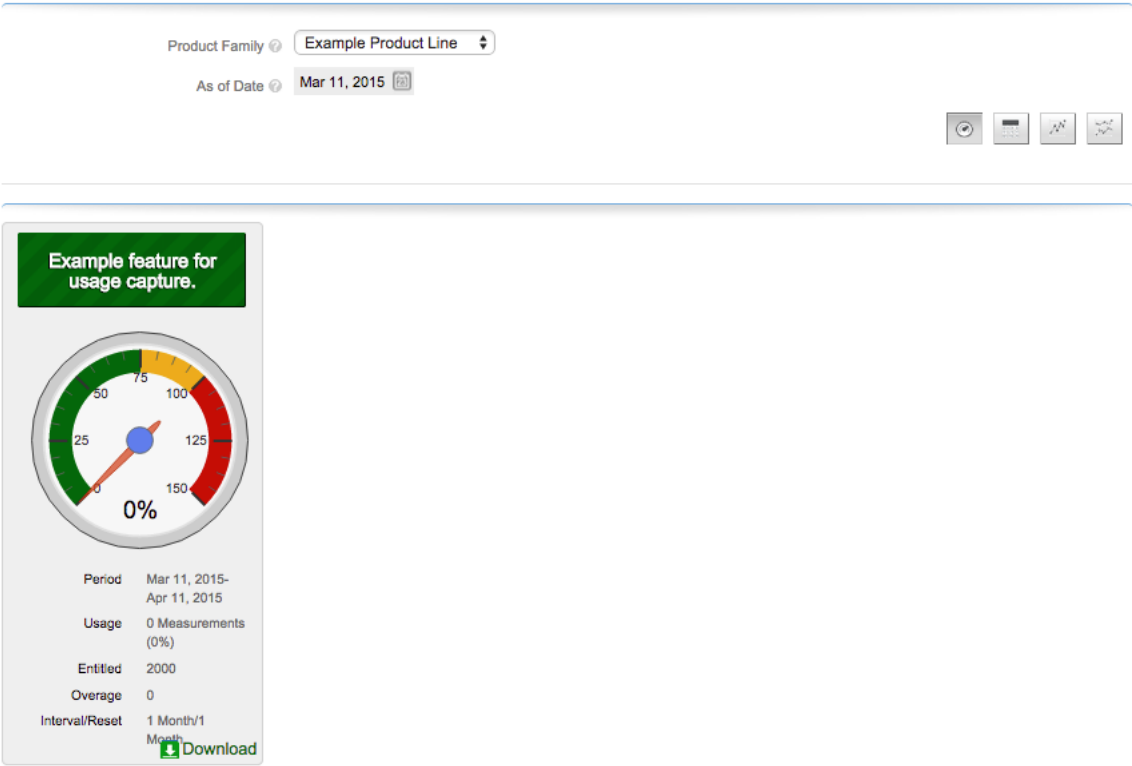 Product Family ? Example Product Line
As of Date ? Mar 11, 2015
Example feature for
usage capture.
75
50
100
25
125
0
150
0%
Period Mar 11, 2015-
Apr 11, 2015
Usage 0 Measurements
(0%)
Entitled 2000
Overage 0
Interval/Reset 1 Month/1
Month
Download